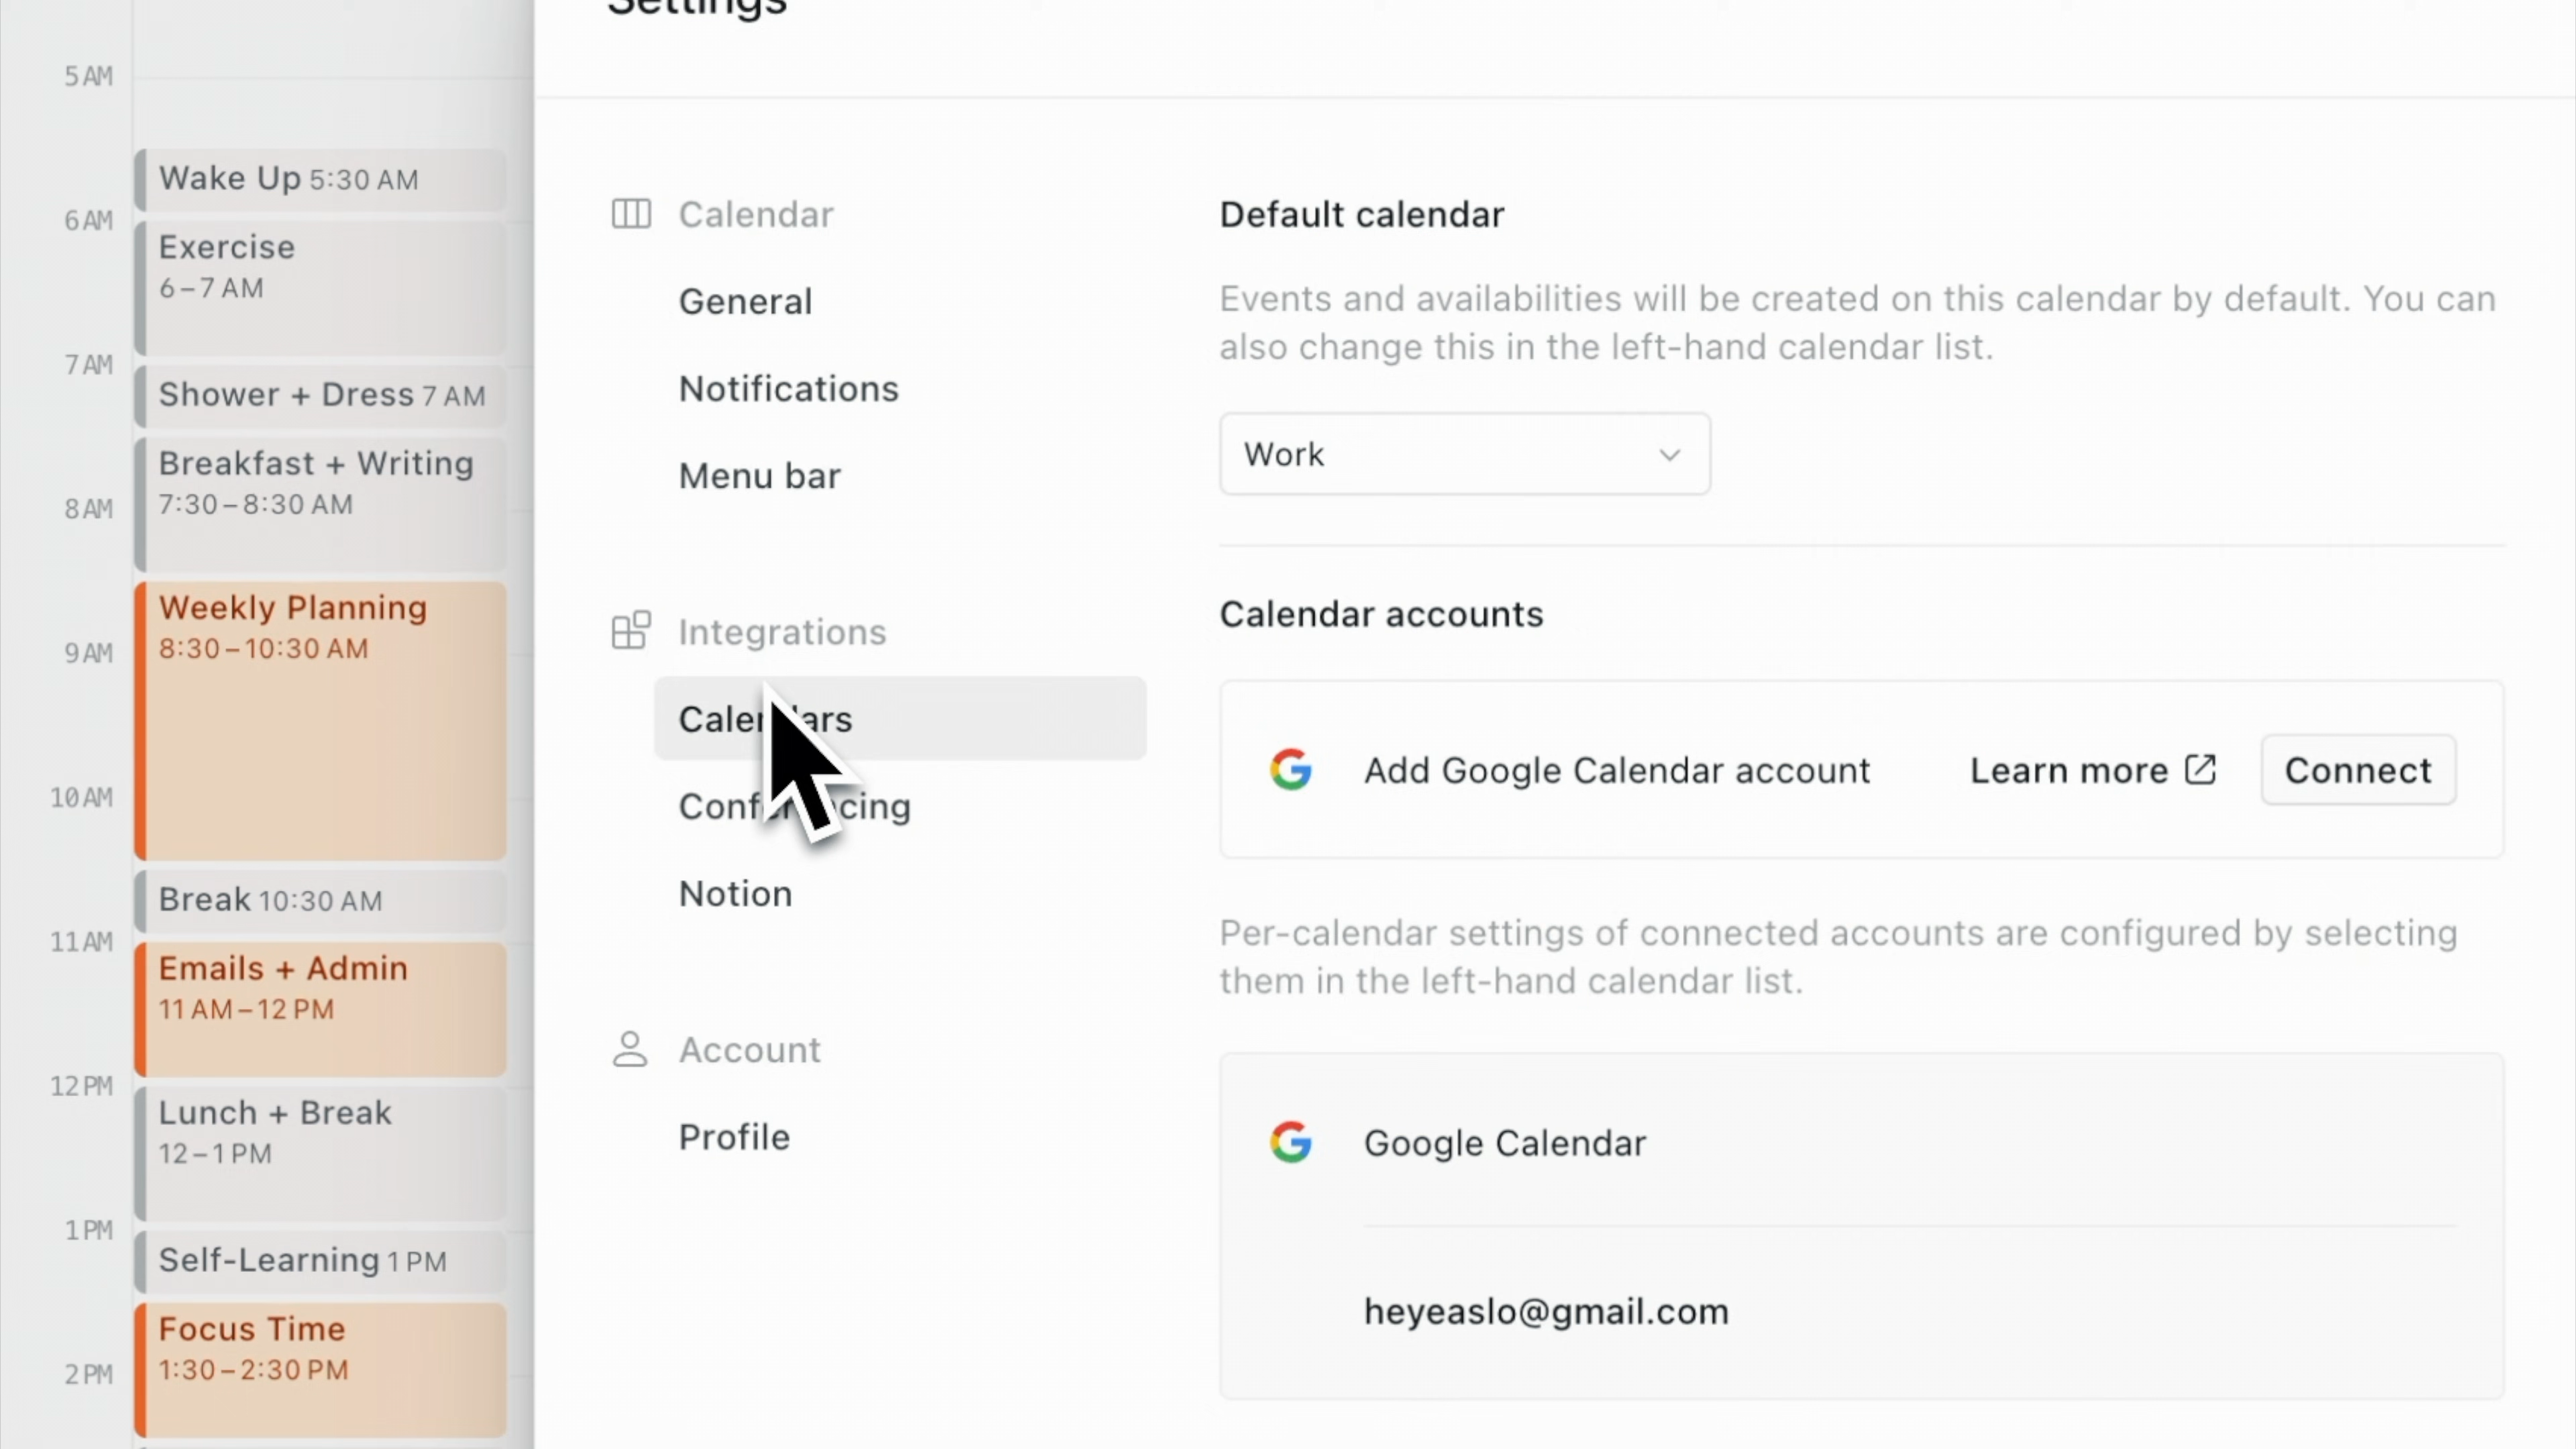 Settings
5 AM
Wake Up 5:30 AM
6 AM
Exercise
6–7 AM
7 AM
Shower + Dress 7 AM
Breakfast + Writing
7:30–8:30 AM
8 AM
Weekly Planning
8:30–10:30 AM
9 AM
10 AM
Break 10:30 AM
11 AM
Emails + Admin
11 AM–12 PM
12 PM
Lunch + Break
12–1 PM
1 PM
Self-Learning 1 PM
Focus Time
1:30–2:30 PM
2 PM
Calendar
General
Notifications
Menu bar
Integrations
Calendars
Conferencing
Notion
Account
Profile
Default calendar
Events and availabilities will be created on this calendar by default. You can
also change this in the left-hand calendar list.
Work
Calendar accounts
Add Google Calendar account
Learn more
Connect
Per-calendar settings of connected accounts are configured by selecting
them in the left-hand calendar list.
Google Calendar
heyeaslo@gmail.com